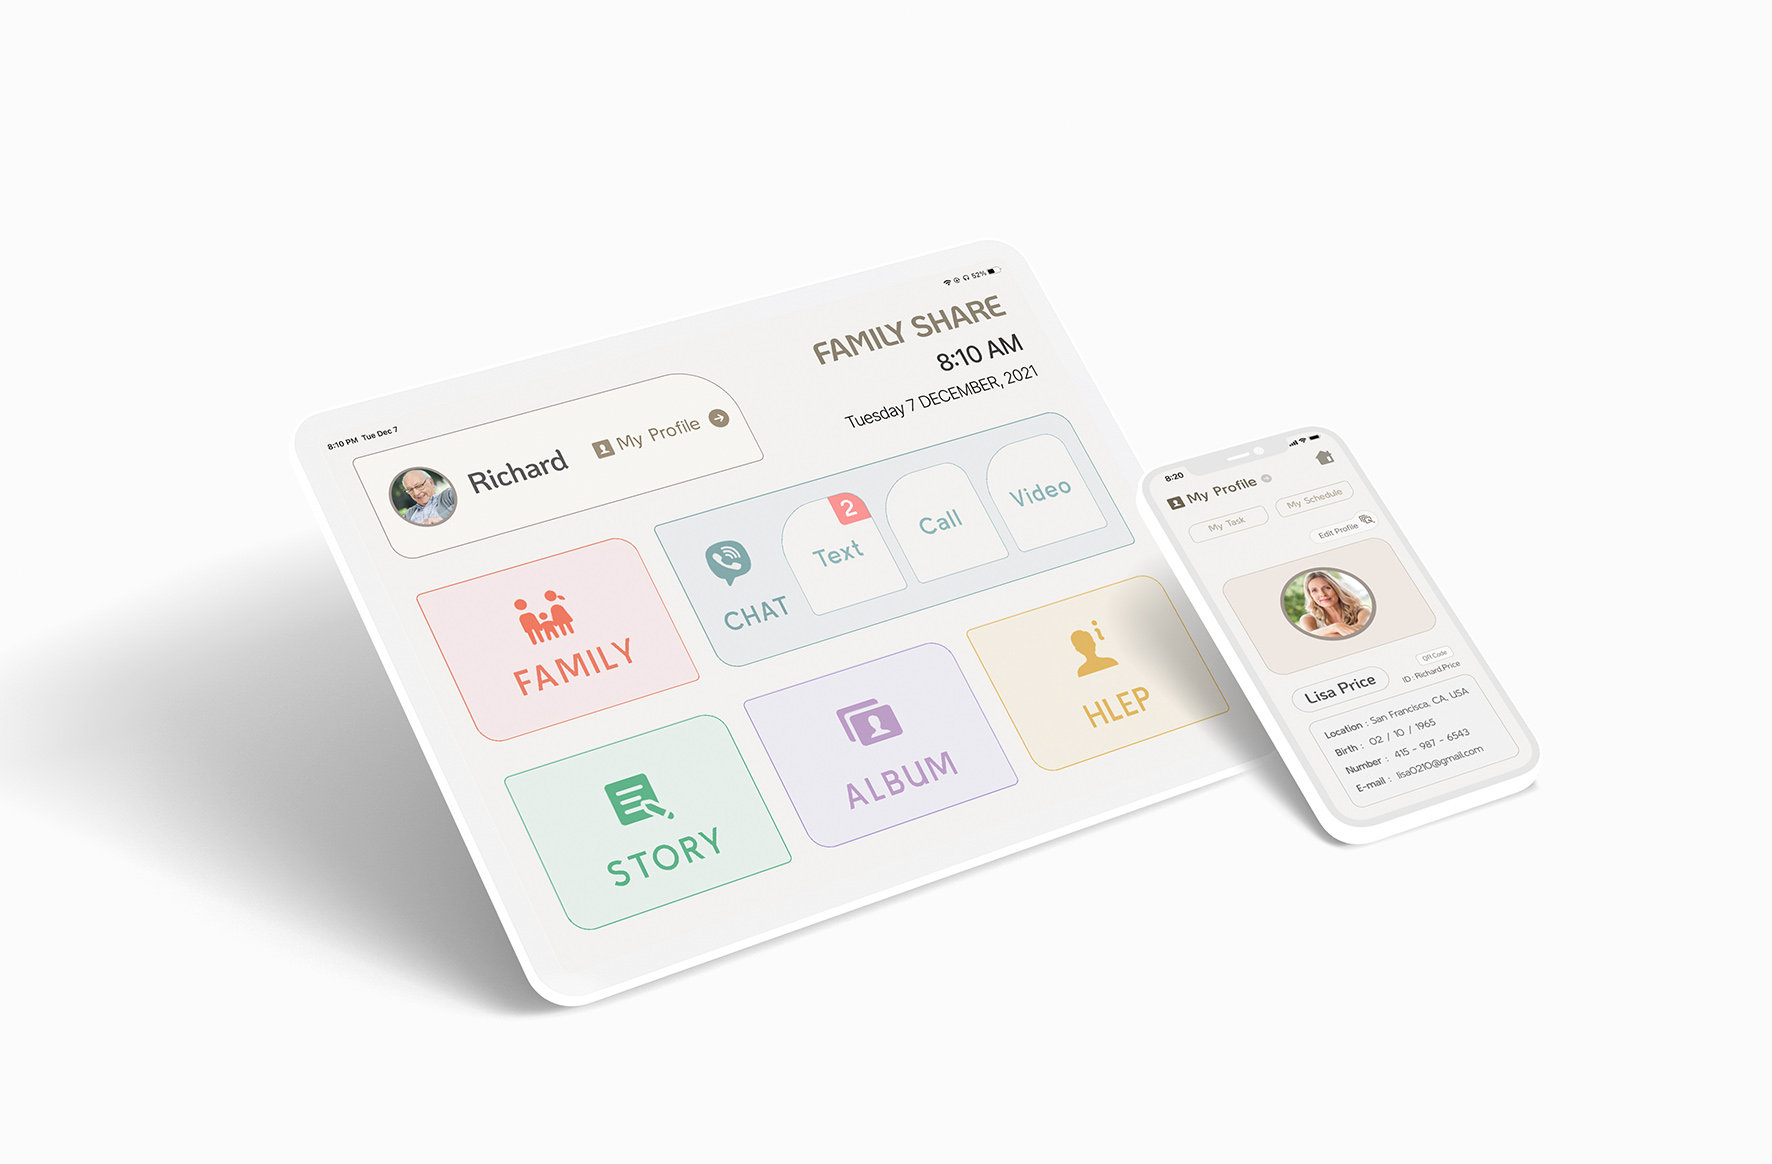 8:10 PM Tue Dec 7
52%
FAMILY SHARE
8:10 AM
Tuesday 7 DECEMBER, 2021
Richard
My Profile
CHAT
Text
2
Call
Video
FAMILY
STORY
ALBUM
HLEP
8:20
My Profile
My Task
My Schedule
Edit Profile
QR Code
Lisa Price
ID : Richard.Price
Location : San Francisca, CA, USA
Birth : 02 / 10 / 1965
Number : 415 - 987 - 6543
E-mail : lisa0210@gmail.com